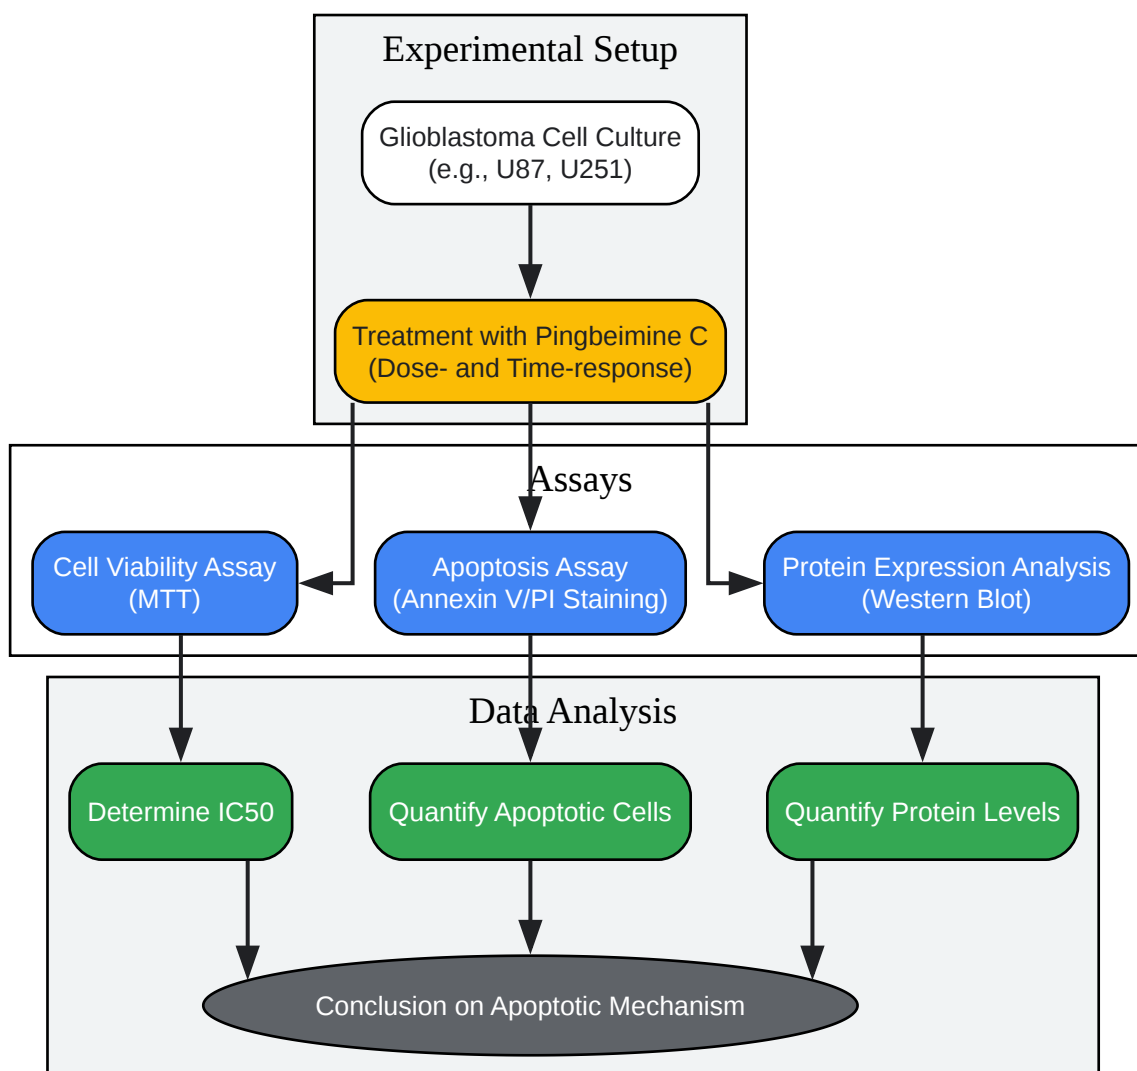 Experimental Setup
Glioblastoma Cell Culture
(e.g., U87, U251)
Treatment with Pingbeimine C
(Dose- and Time-response)
Assays
Cell Viability Assay
(MTT)
Apoptosis Assay
(Annexin V/PI Staining)
Protein Expression Analysis
(Western Blot)
Data Analysis
Determine IC50
Quantify Apoptotic Cells
Quantify Protein Levels
Conclusion on Apoptotic Mechanism